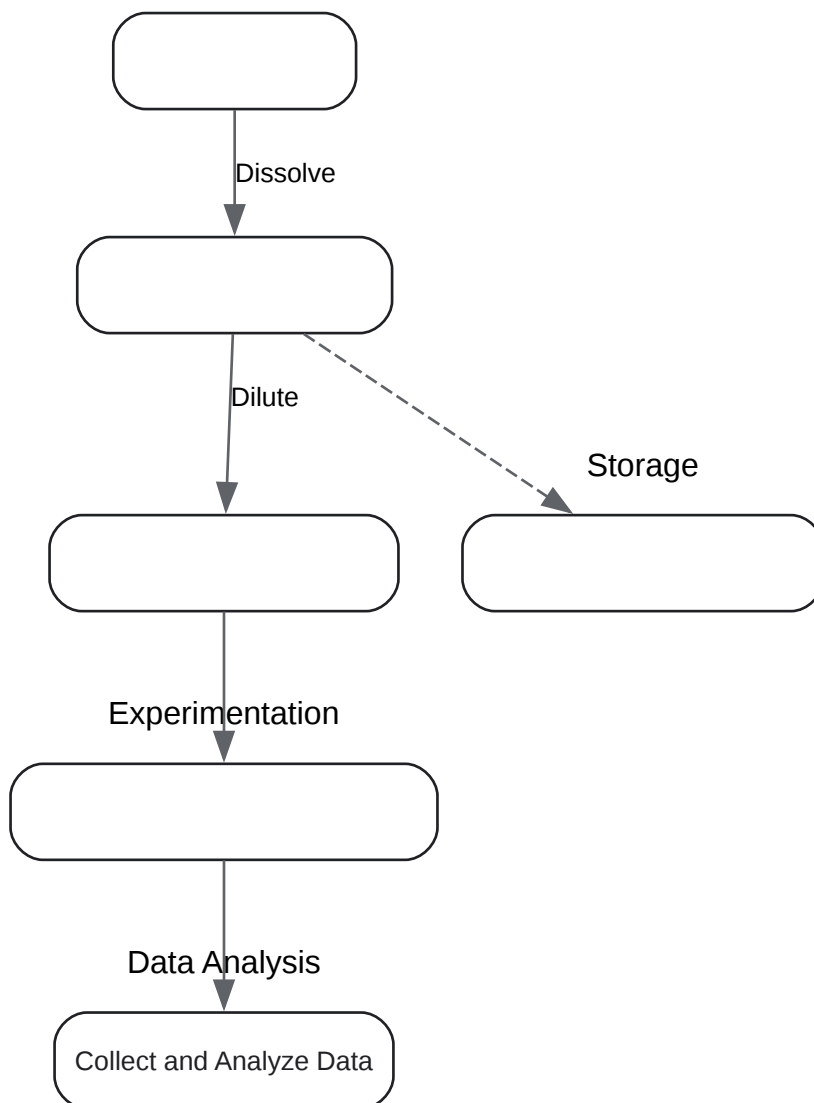 Dissolve
Dilute
Storage
Experimentation
Data Analysis
Collect and Analyze Data